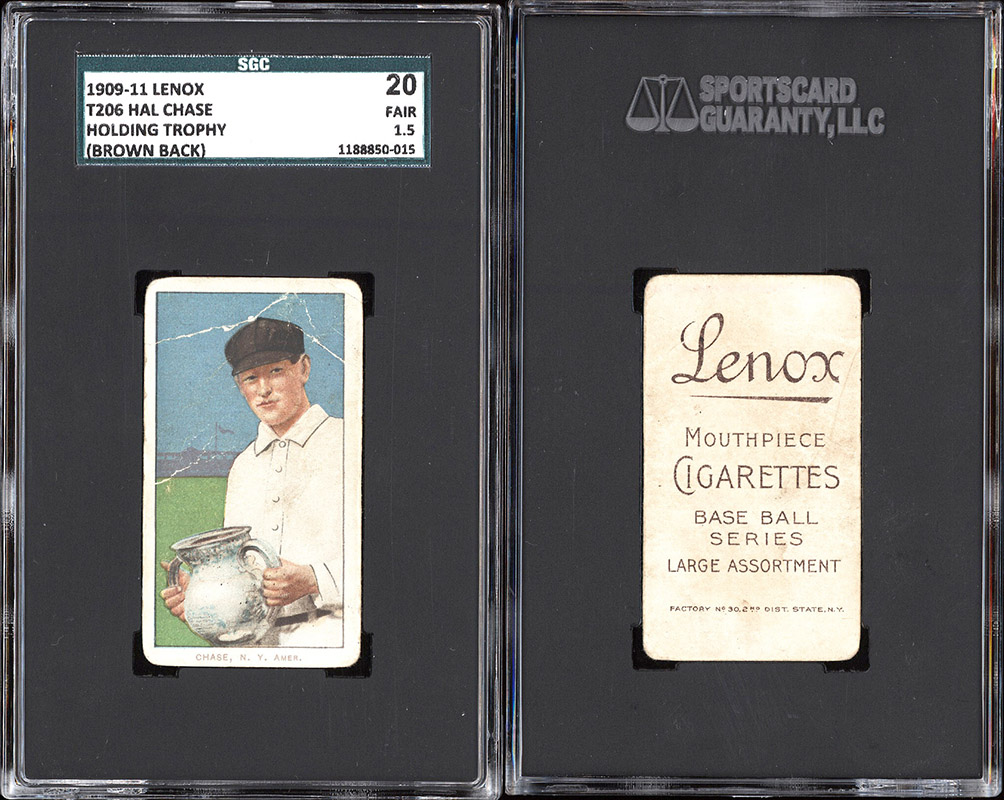 SGC
1909-11 LENOX
20
T206 HAL CHASE
FAIR
HOLDING TROPHY
1.5
(BROWN BACK)
1188850-015
CHASE, N. Y. AMER.
SPORTSCARD
GUARANTY, LLC
Lenox
MOUTHPIECE
CIGARETTES
BASE BALL
SERIES
LARGE ASSORTMENT
FACTORY Nº 30, 2ND DIST. STATE, N.Y.